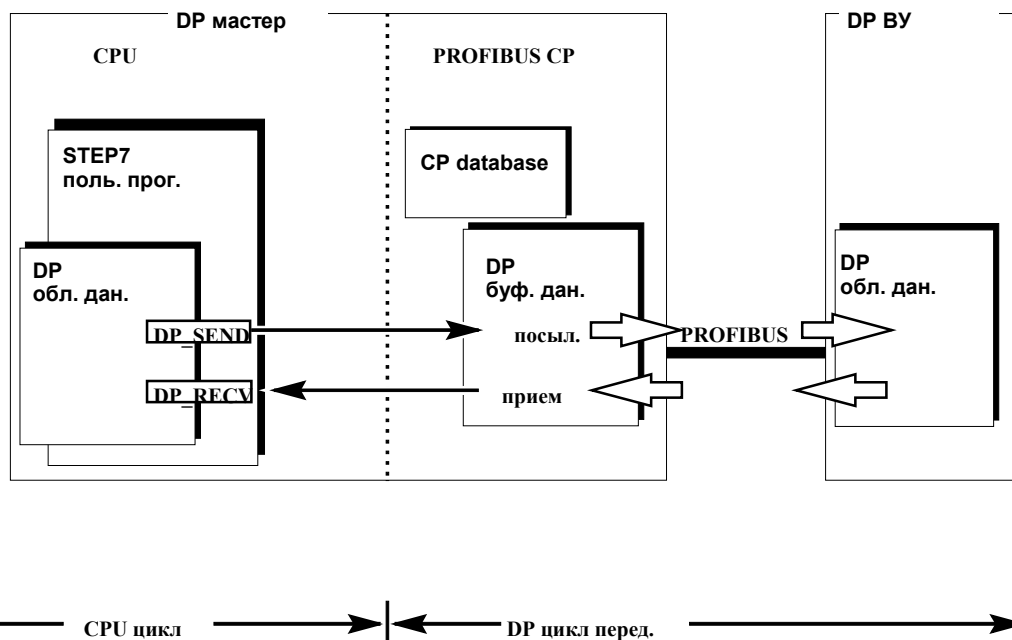 DP мастер
DP ВУ
CPU
PROFIBUS CP
STEP7
поль. прог.
CP database
DP
обл. дан.
DP
буф. дан.
DP
обл. дан.
DP_SEND
посыл.
PROFIBUS
DP_RECV
прием
CPU цикл
DP цикл перед.